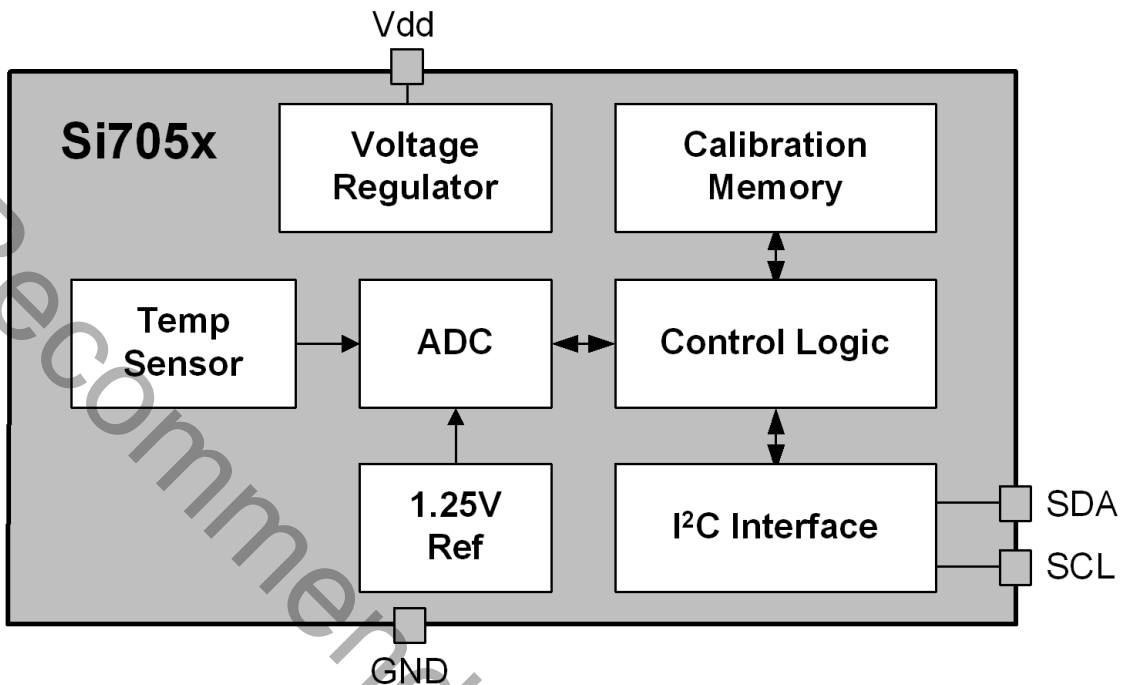 Vdd
Si705x
Voltage
Regulator
Calibration
Memory
Temp
Sensor
ADC
Control Logic
1.25V
Ref
I²C Interface
SDA
SCL
GND